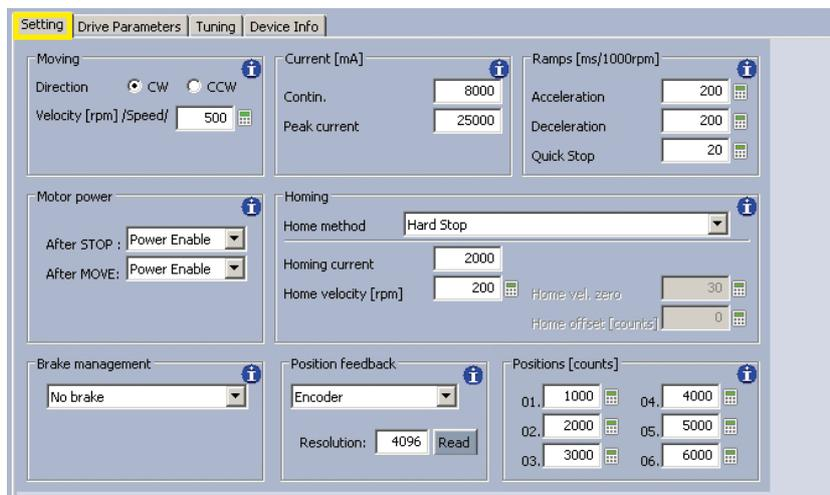 Setting Drive Parameters Tuning Device Info
Moving
Direction CW CCW
Velocity [rpm] /Speed/ 500
Current [mA]
Contin. 8000
Peak current 25000
Ramps [ms/1000rpm]
Acceleration 200
Deceleration 200
Quick Stop 20
Motor power
After STOP : Power Enable
After MOVE: Power Enable
Homing
Home method Hard Stop
Homing current 2000
Home velocity [rpm] 200
Home vel. zero 30
Home offset [counts] 0
Brake management
No brake
Position feedback
Encoder
Resolution: 4096 Read
Positions [counts]
01. 1000 04. 4000
02. 2000 05. 5000
03. 3000 06. 6000